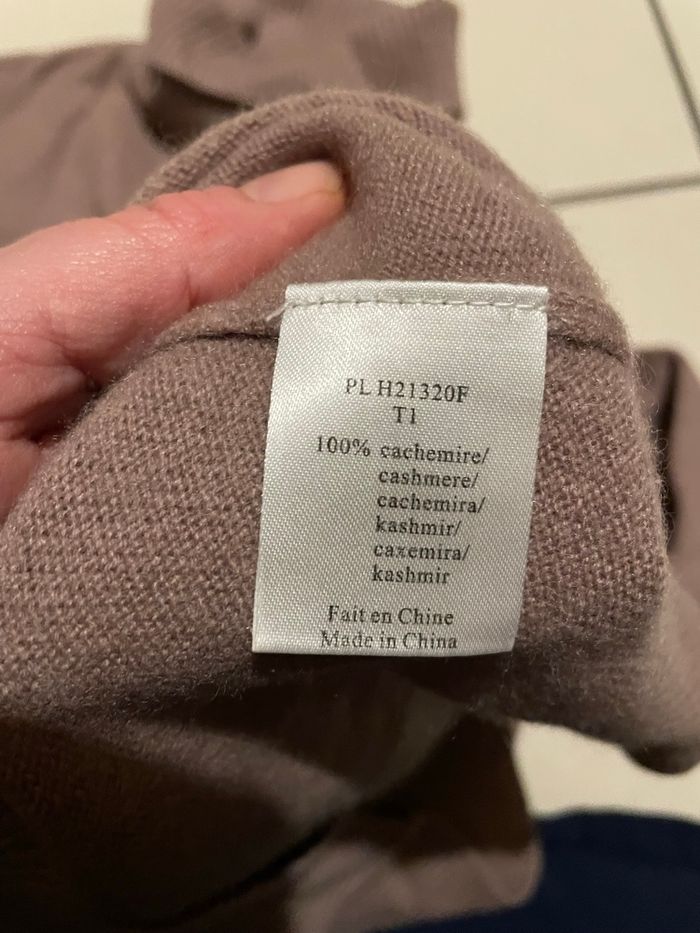 PL H21320F
T1
100% cachemire/
cashmere/
cachemira/
kashmir/
caxemira/
kashmir
Fait en Chine
Made in China